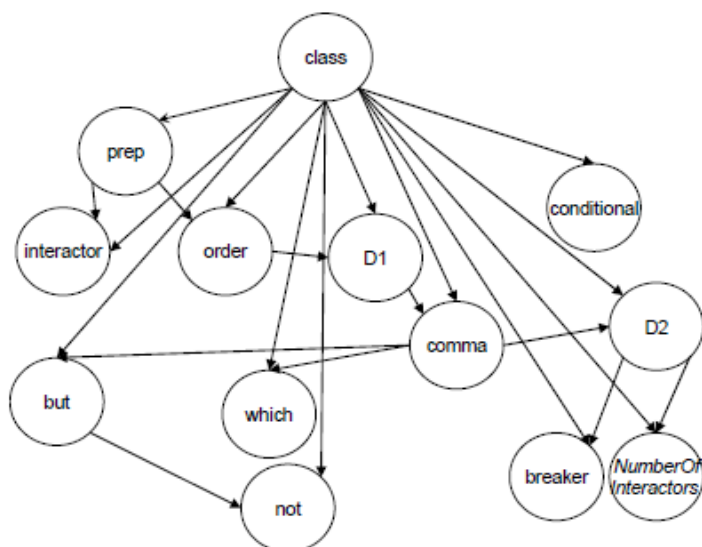 class
prep
conditional
interactor
order
D1
D2
comma
but
which
breaker
NumberOf
Interactors
not